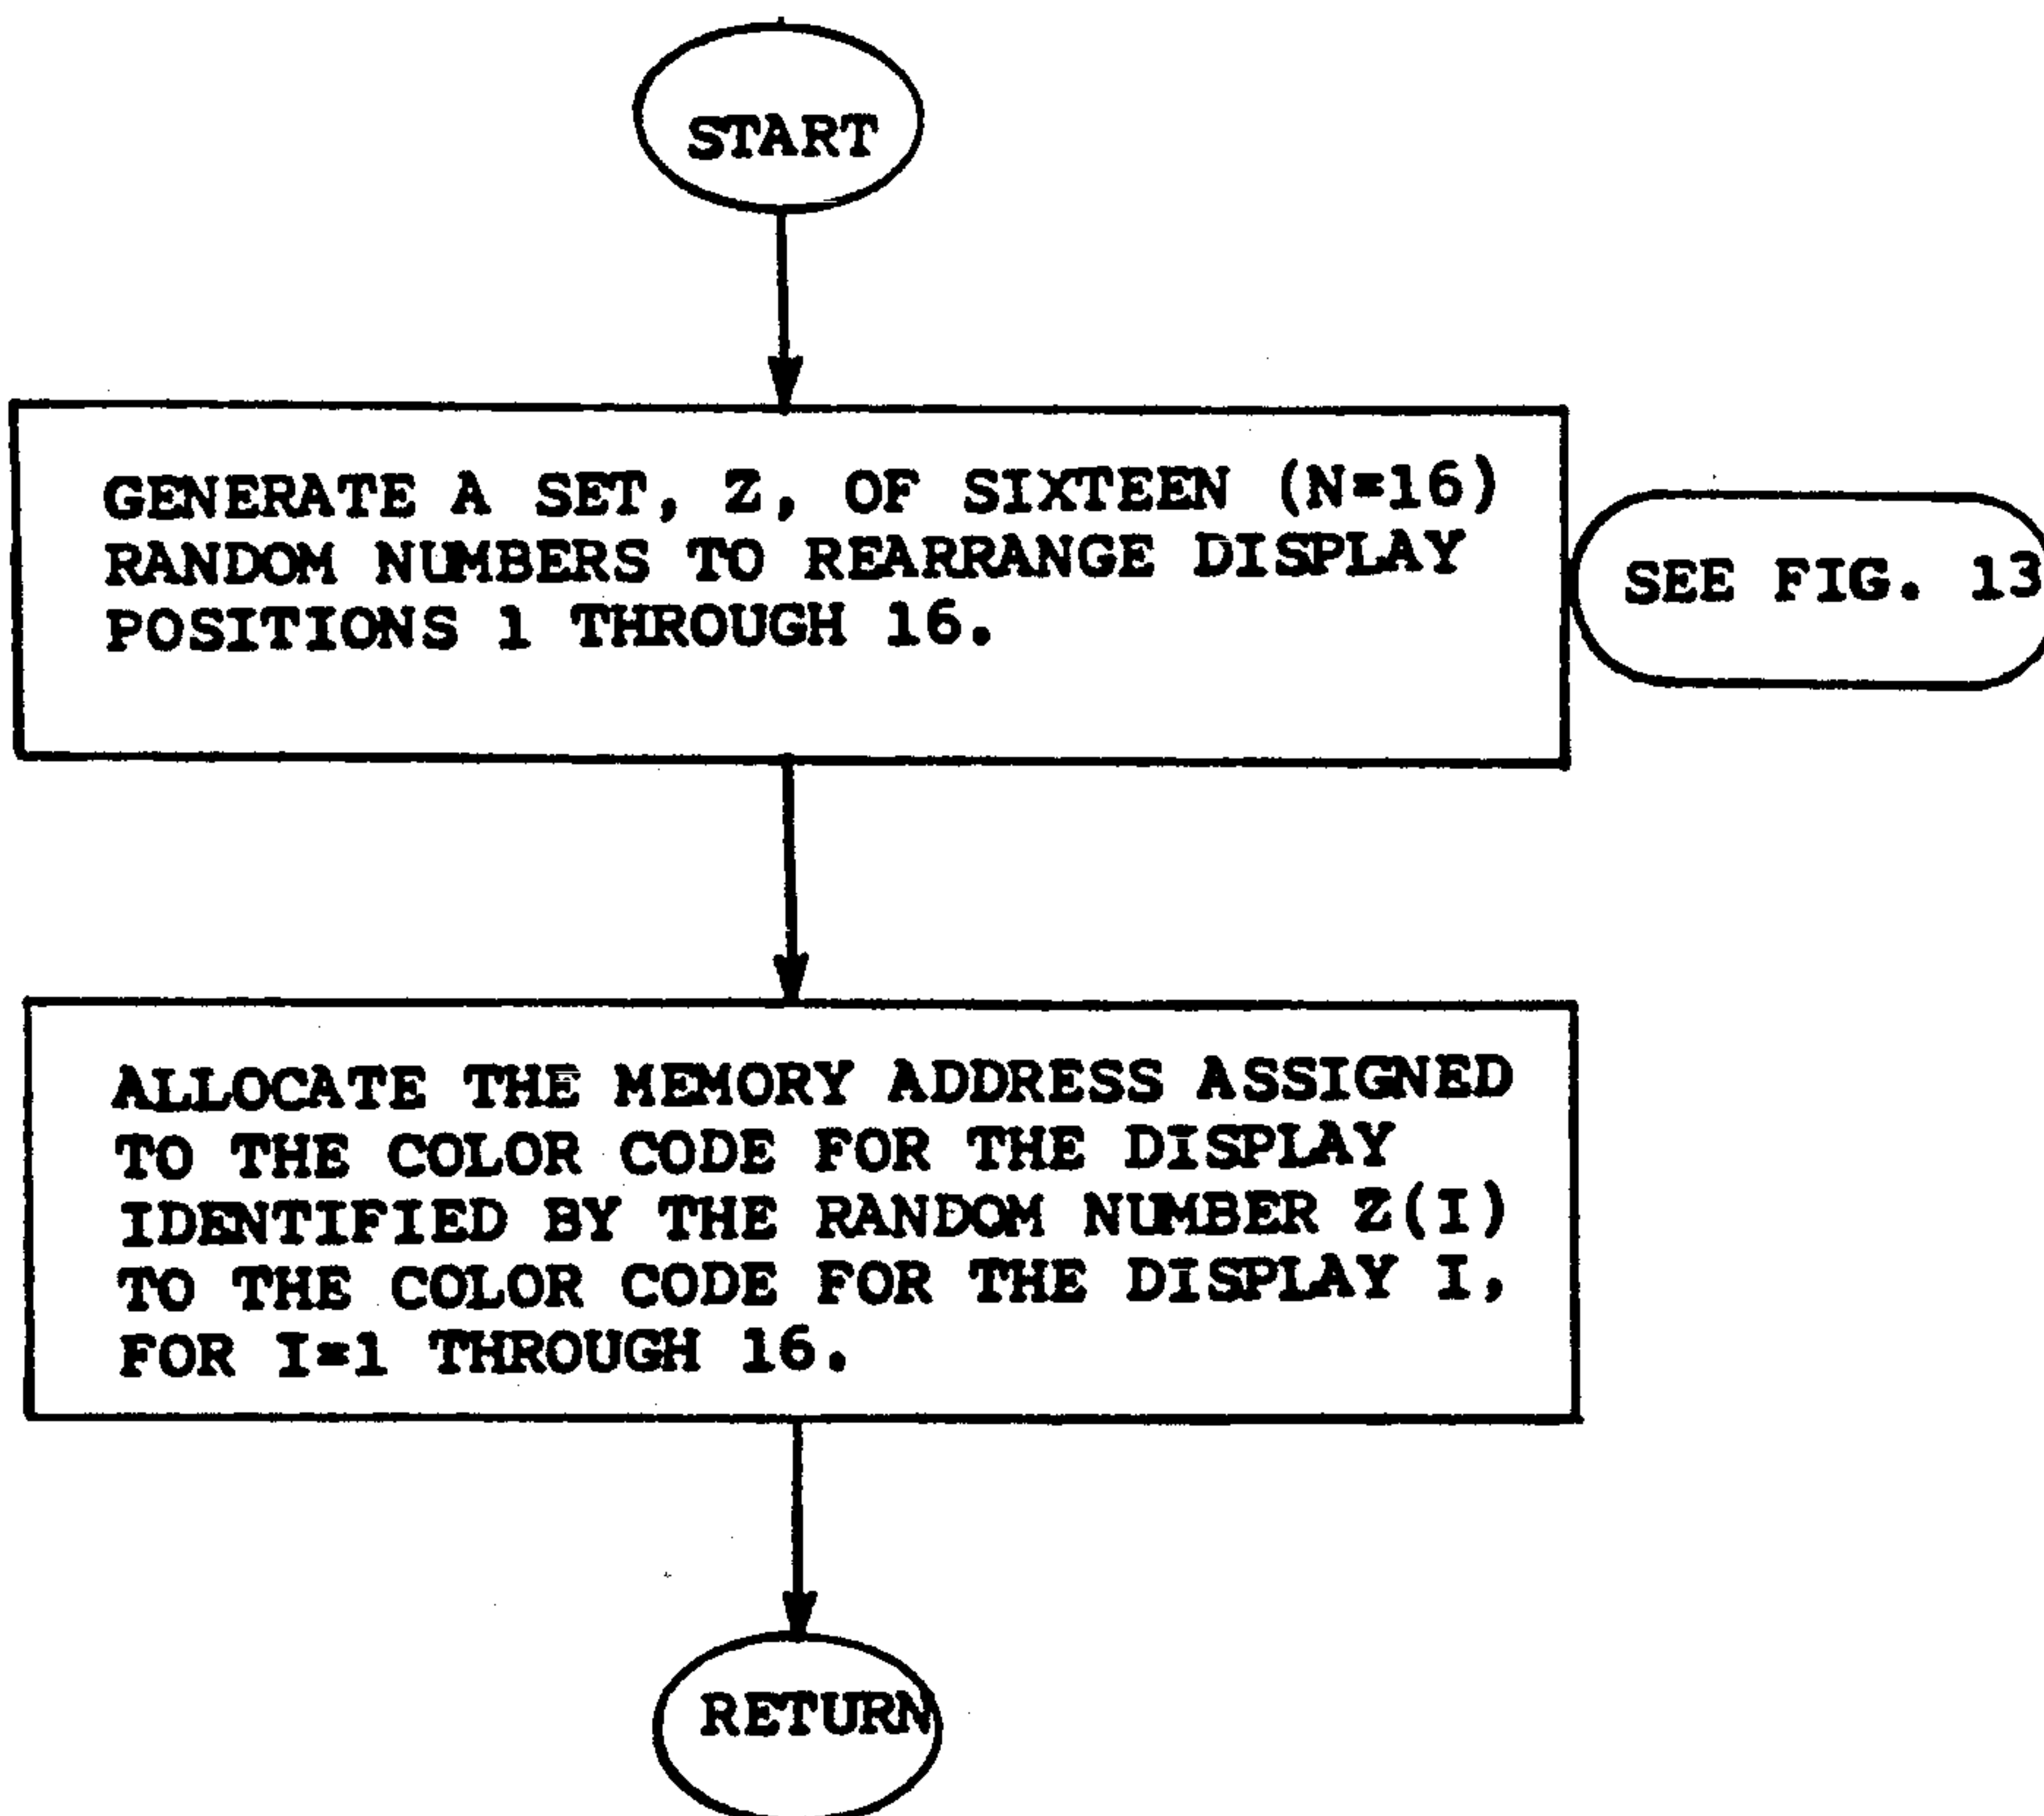 START
GENERATE A SET, Z, OF SIXTEEN (N=16)
RANDOM NUMBERS TO REARRANGE DISPLAY
POSITIONS 1 THROUGH 16.
SEE FIG. 13
ALLOCATE THE MEMORY ADDRESS ASSIGNED
TO THE COLOR CODE FOR THE DISPLAY
IDENTIFIED BY THE RANDOM NUMBER Z(I)
TO THE COLOR CODE FOR THE DISPLAY I,
FOR I=1 THROUGH 16.
RETURN